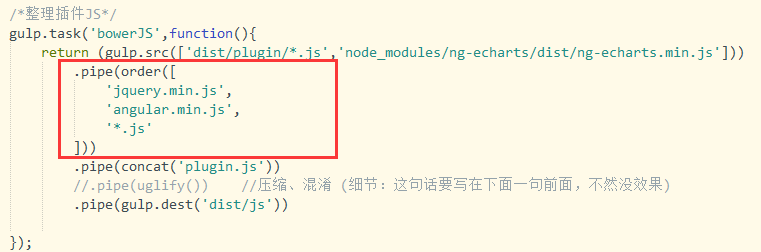 /*整理插件JS*/
gulp.task('bowerJS',function(){
    return (gulp.src(['dist/plugin/*.js','node_modules/ng-echarts/dist/ng-echarts.min.js']))
        .pipe(order([
            'jquery.min.js',
            'angular.min.js',
            '*.js'
        ]))
        .pipe(concat('plugin.js'))
        //.pipe(uglify())    //压缩、混淆 (细节：这句话要写在下面一句前面，不然没效果)
        .pipe(gulp.dest('dist/js'))
});